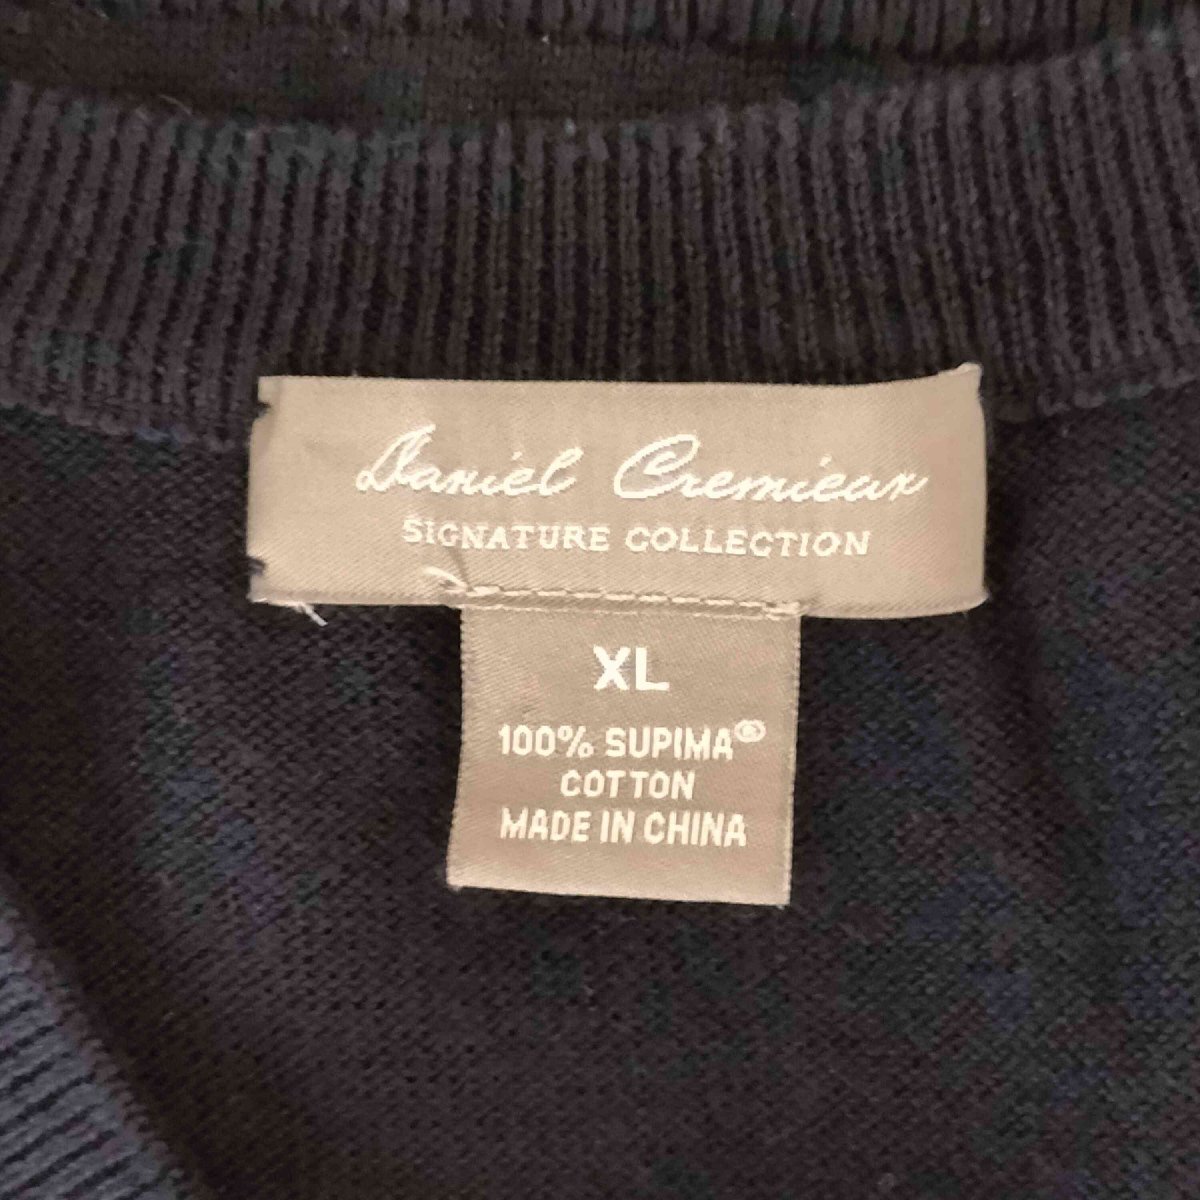 Daniel Cremieux
SIGNATURE COLLECTION
XL
100% SUPIMA®
COTTON
MADE IN CHINA